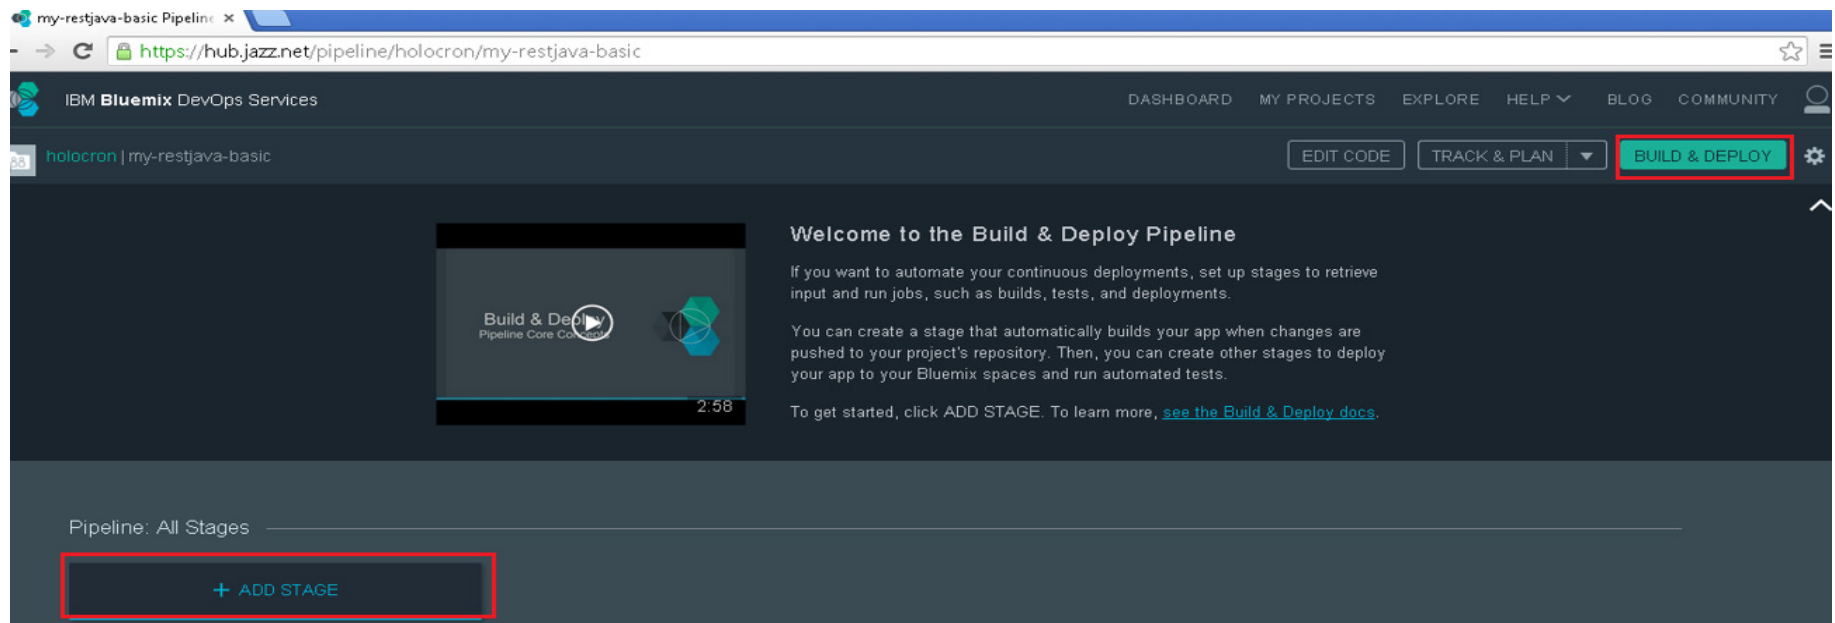 my-restjava-basic Pipeline
https://hub.jazz.net/pipeline/holocron/my-restjava-basic
IBM Bluemix DevOps Services
DASHBOARD MY PROJECTS EXPLORE HELP BLOG COMMUNITY
88 holocron | my-restjava-basic
EDIT CODE TRACK & PLAN BUILD & DEPLOY
Build & Deploy
Pipeline Core Concepts
2:58
Welcome to the Build & Deploy Pipeline
If you want to automate your continuous deployments, set up stages to retrieve
input and run jobs, such as builds, tests, and deployments.
You can create a stage that automatically builds your app when changes are
pushed to your project's repository. Then, you can create other stages to deploy
your app to your Bluemix spaces and run automated tests.
To get started, click ADD STAGE. To learn more, see the Build & Deploy docs.
Pipeline: All Stages
+ ADD STAGE